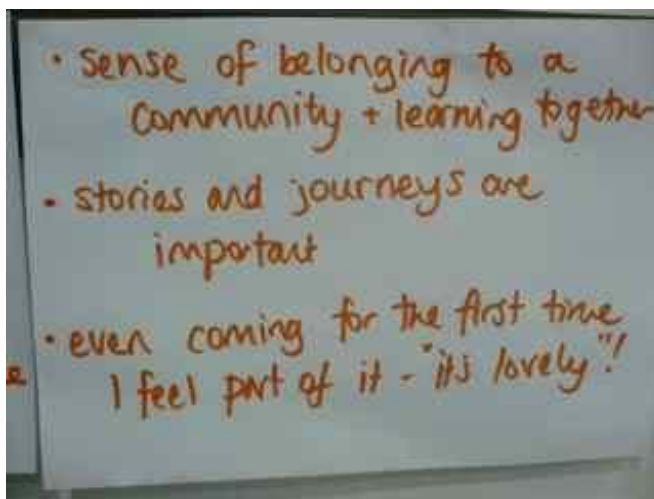 • sense of belonging to a
community + learning together
• stories and journeys are
important
• even coming for the first time
I feel part of it - "it's lovely"!